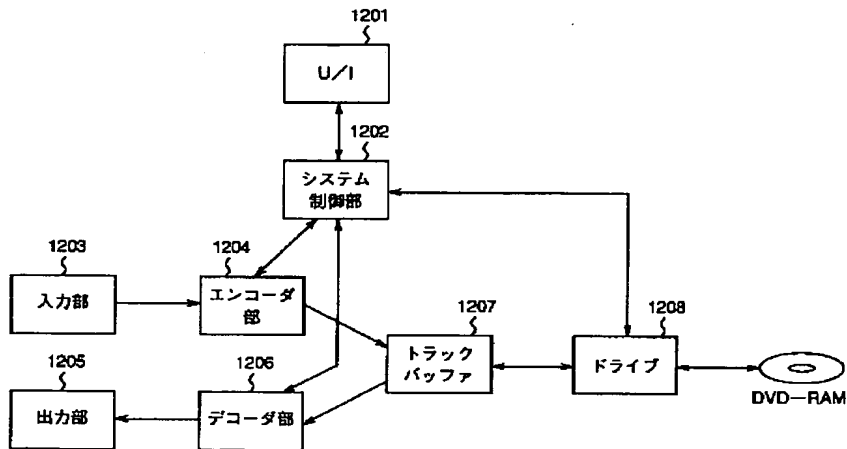 1201
U/I
1202
システム
制御部
1203
入力部
1204
エンコーダ
部
1205
出力部
1206
デコーダ部
1207
トラック
バッファ
1208
ドライブ
DVD-RAM